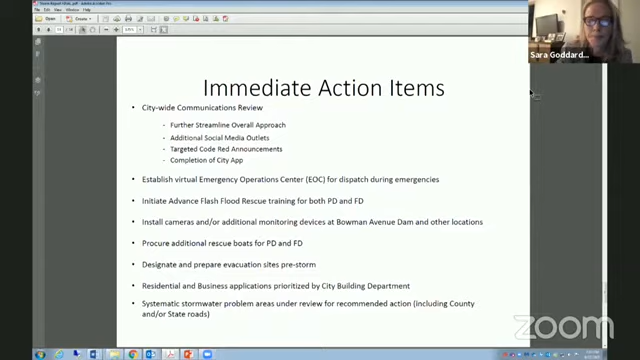 Open
Create
Sara Goddard...
Immediate Action Items
• City-wide Communications Review
- Further Streamline Overall Approach
- Additional Social Media Outlets
- Targeted Code Red Announcements
- Completion of City App
• Establish virtual Emergency Operations Center (EOC) for dispatch during emergencies
• Initiate Advance Flash Flood Rescue training for both PD and FD
• Install cameras and/or additional monitoring devices at Bowman Avenue Dam and other locations
• Procure additional rescue boats for PD and FD
• Designate and prepare evacuation sites pre-storm
• Residential and Business applications prioritized by City Building Department
• Systematic stormwater problem areas under review for recommended action (including County
and/or State roads)
zoom